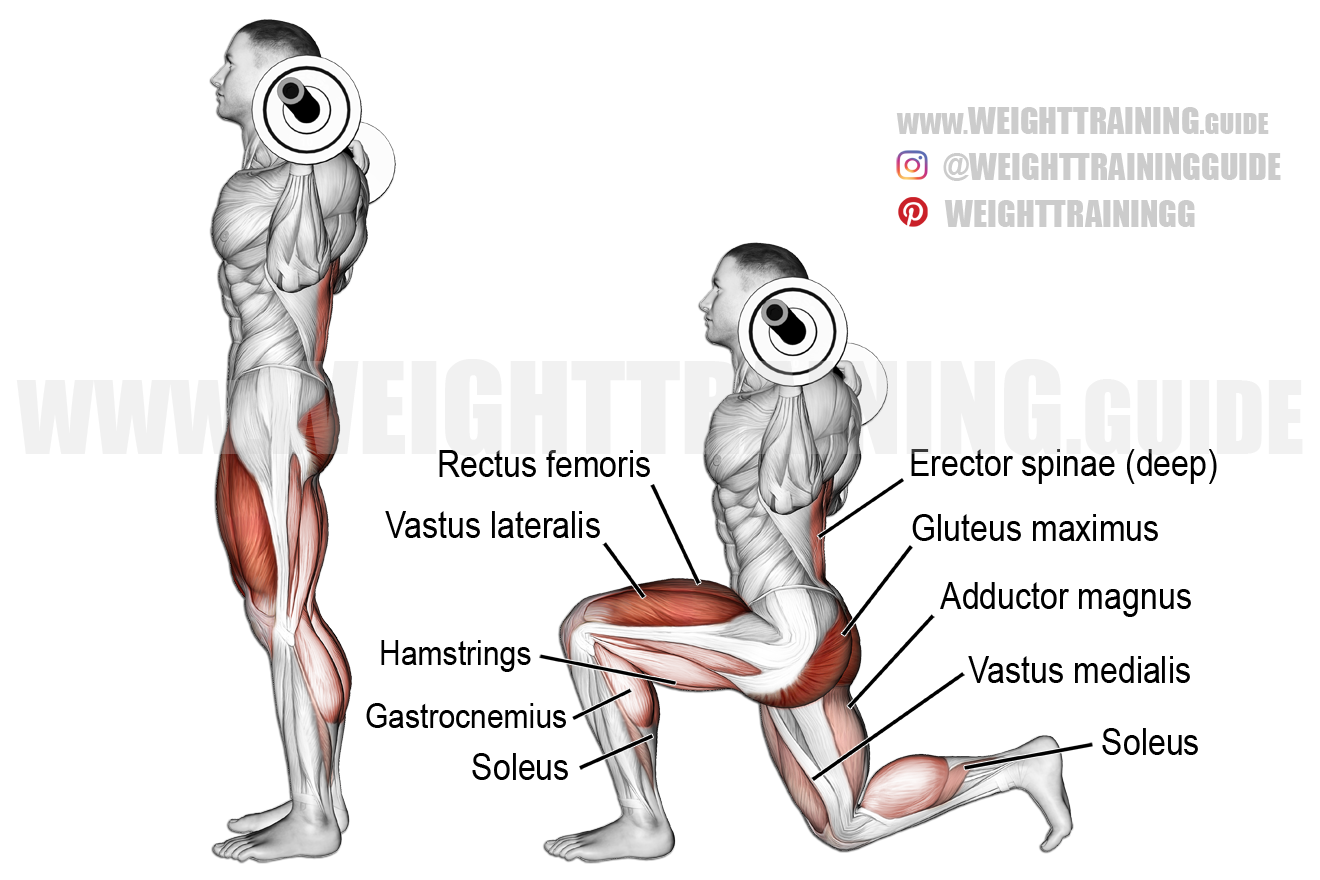 www.WEIGHTTRAINING.GUIDE
@WEIGHTTRAININGGUIDE
WEIGHTTRAININGG
www.WEIGHTTRAINING.GUIDE
Rectus femoris
Erector spinae (deep)
Vastus lateralis
Gluteus maximus
Adductor magnus
Hamstrings
Vastus medialis
Gastrocnemius
Soleus
Soleus